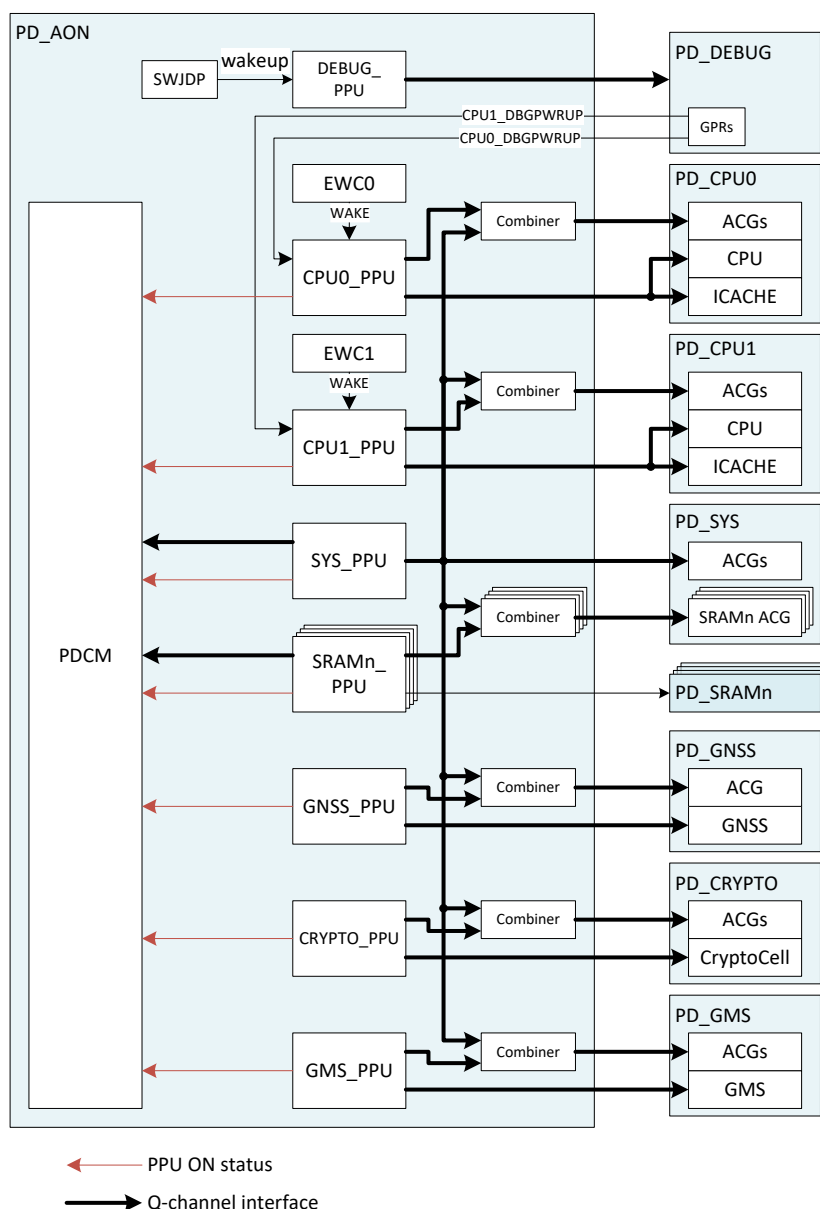 PD_AON
SWJDP
wakeup
DEBUG_
PPU
PD_DEBUG
GPRs
CPU1_DBGPWRUP
CPU0_DBGPWRUP
EWC0
WAKE
CPU0_PPU
Combiner
PD_CPU0
ACGs
CPU
ICACHE
EWC1
WAKE
CPU1_PPU
Combiner
PD_CPU1
ACGs
CPU
ICACHE
PDCM
SYS_PPU
PD_SYS
ACGs
SRAMn_
PPU
Combiner
SRAMn ACG
PD_SRAMn
GNSS_PPU
Combiner
PD_GNSS
ACG
GNSS
CRYPTO_PPU
Combiner
PD_CRYPTO
ACGs
CryptoCell
GMS_PPU
Combiner
PD_GMS
ACGs
GMS
PPU ON status
Q-channel interface